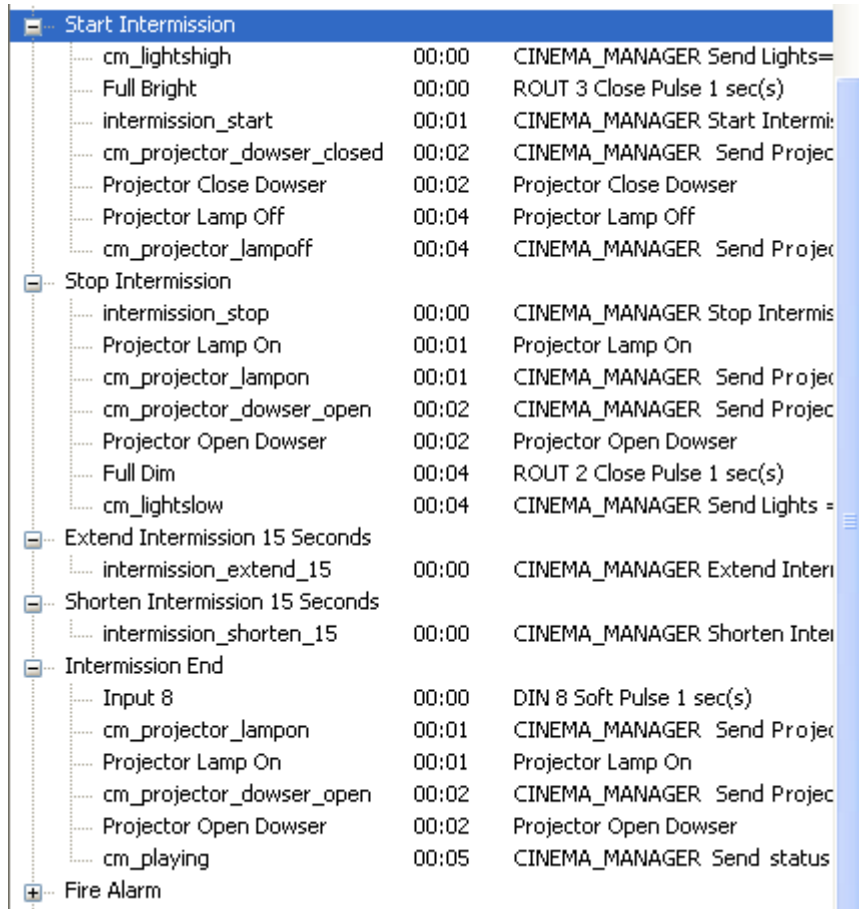 Start Intermission
cm_lightshigh 00:00 CINEMA_MANAGER Send Lights=
Full Bright 00:00 ROUT 3 Close Pulse 1 sec(s)
intermission_start 00:01 CINEMA_MANAGER Start Intermis
cm_projector_dowser_closed 00:02 CINEMA_MANAGER Send Projec
Projector Close Dowser 00:02 Projector Close Dowser
Projector Lamp Off 00:04 Projector Lamp Off
cm_projector_lampoff 00:04 CINEMA_MANAGER Send Projec
Stop Intermission
intermission_stop 00:00 CINEMA_MANAGER Stop Intermis
Projector Lamp On 00:01 Projector Lamp On
cm_projector_lampon 00:01 CINEMA_MANAGER Send Projec
cm_projector_dowser_open 00:02 CINEMA_MANAGER Send Projec
Projector Open Dowser 00:02 Projector Open Dowser
Full Dim 00:04 ROUT 2 Close Pulse 1 sec(s)
cm_lightslow 00:04 CINEMA_MANAGER Send Lights =
Extend Intermission 15 Seconds
intermission_extend_15 00:00 CINEMA_MANAGER Extend Inter
Shorten Intermission 15 Seconds
intermission_shorten_15 00:00 CINEMA_MANAGER Shorten Inte
Intermission End
Input 8 00:00 DIN 8 Soft Pulse 1 sec(s)
cm_projector_lampon 00:01 CINEMA_MANAGER Send Projec
Projector Lamp On 00:01 Projector Lamp On
cm_projector_dowser_open 00:02 CINEMA_MANAGER Send Projec
Projector Open Dowser 00:02 Projector Open Dowser
cm_playing 00:05 CINEMA_MANAGER Send status
Fire Alarm